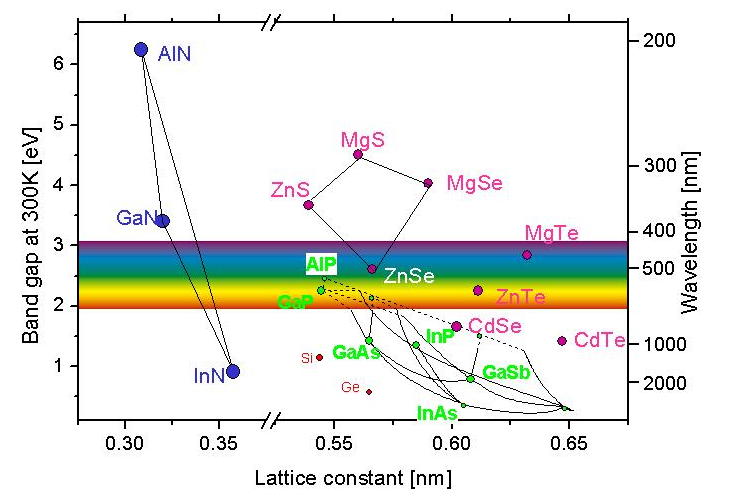 AlN
MgS
MgSe
ZnS
GaN
MgTe
AlP
ZnSe
GaP
ZnTe
CdSe
InP
CdTe
GaAs
Si
GaSb
InN
Ge
InAs
6
5
4
3
2
1
Band gap at 300K [eV]
200
300
400
500
1000
2000
Wavelength [nm]
0.30
0.35
0.55
0.60
0.65
Lattice constant [nm]